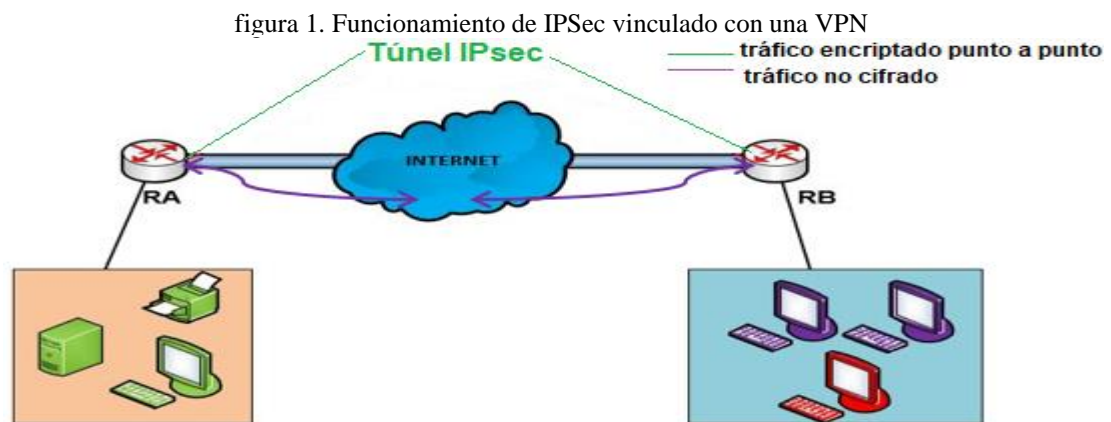 figura 1. Funcionamiento de IPSec vinculado con una VPN
Túnel IPsec
tráfico encriptado punto a punto
tráfico no cifrado
INTERNET
RA
RB